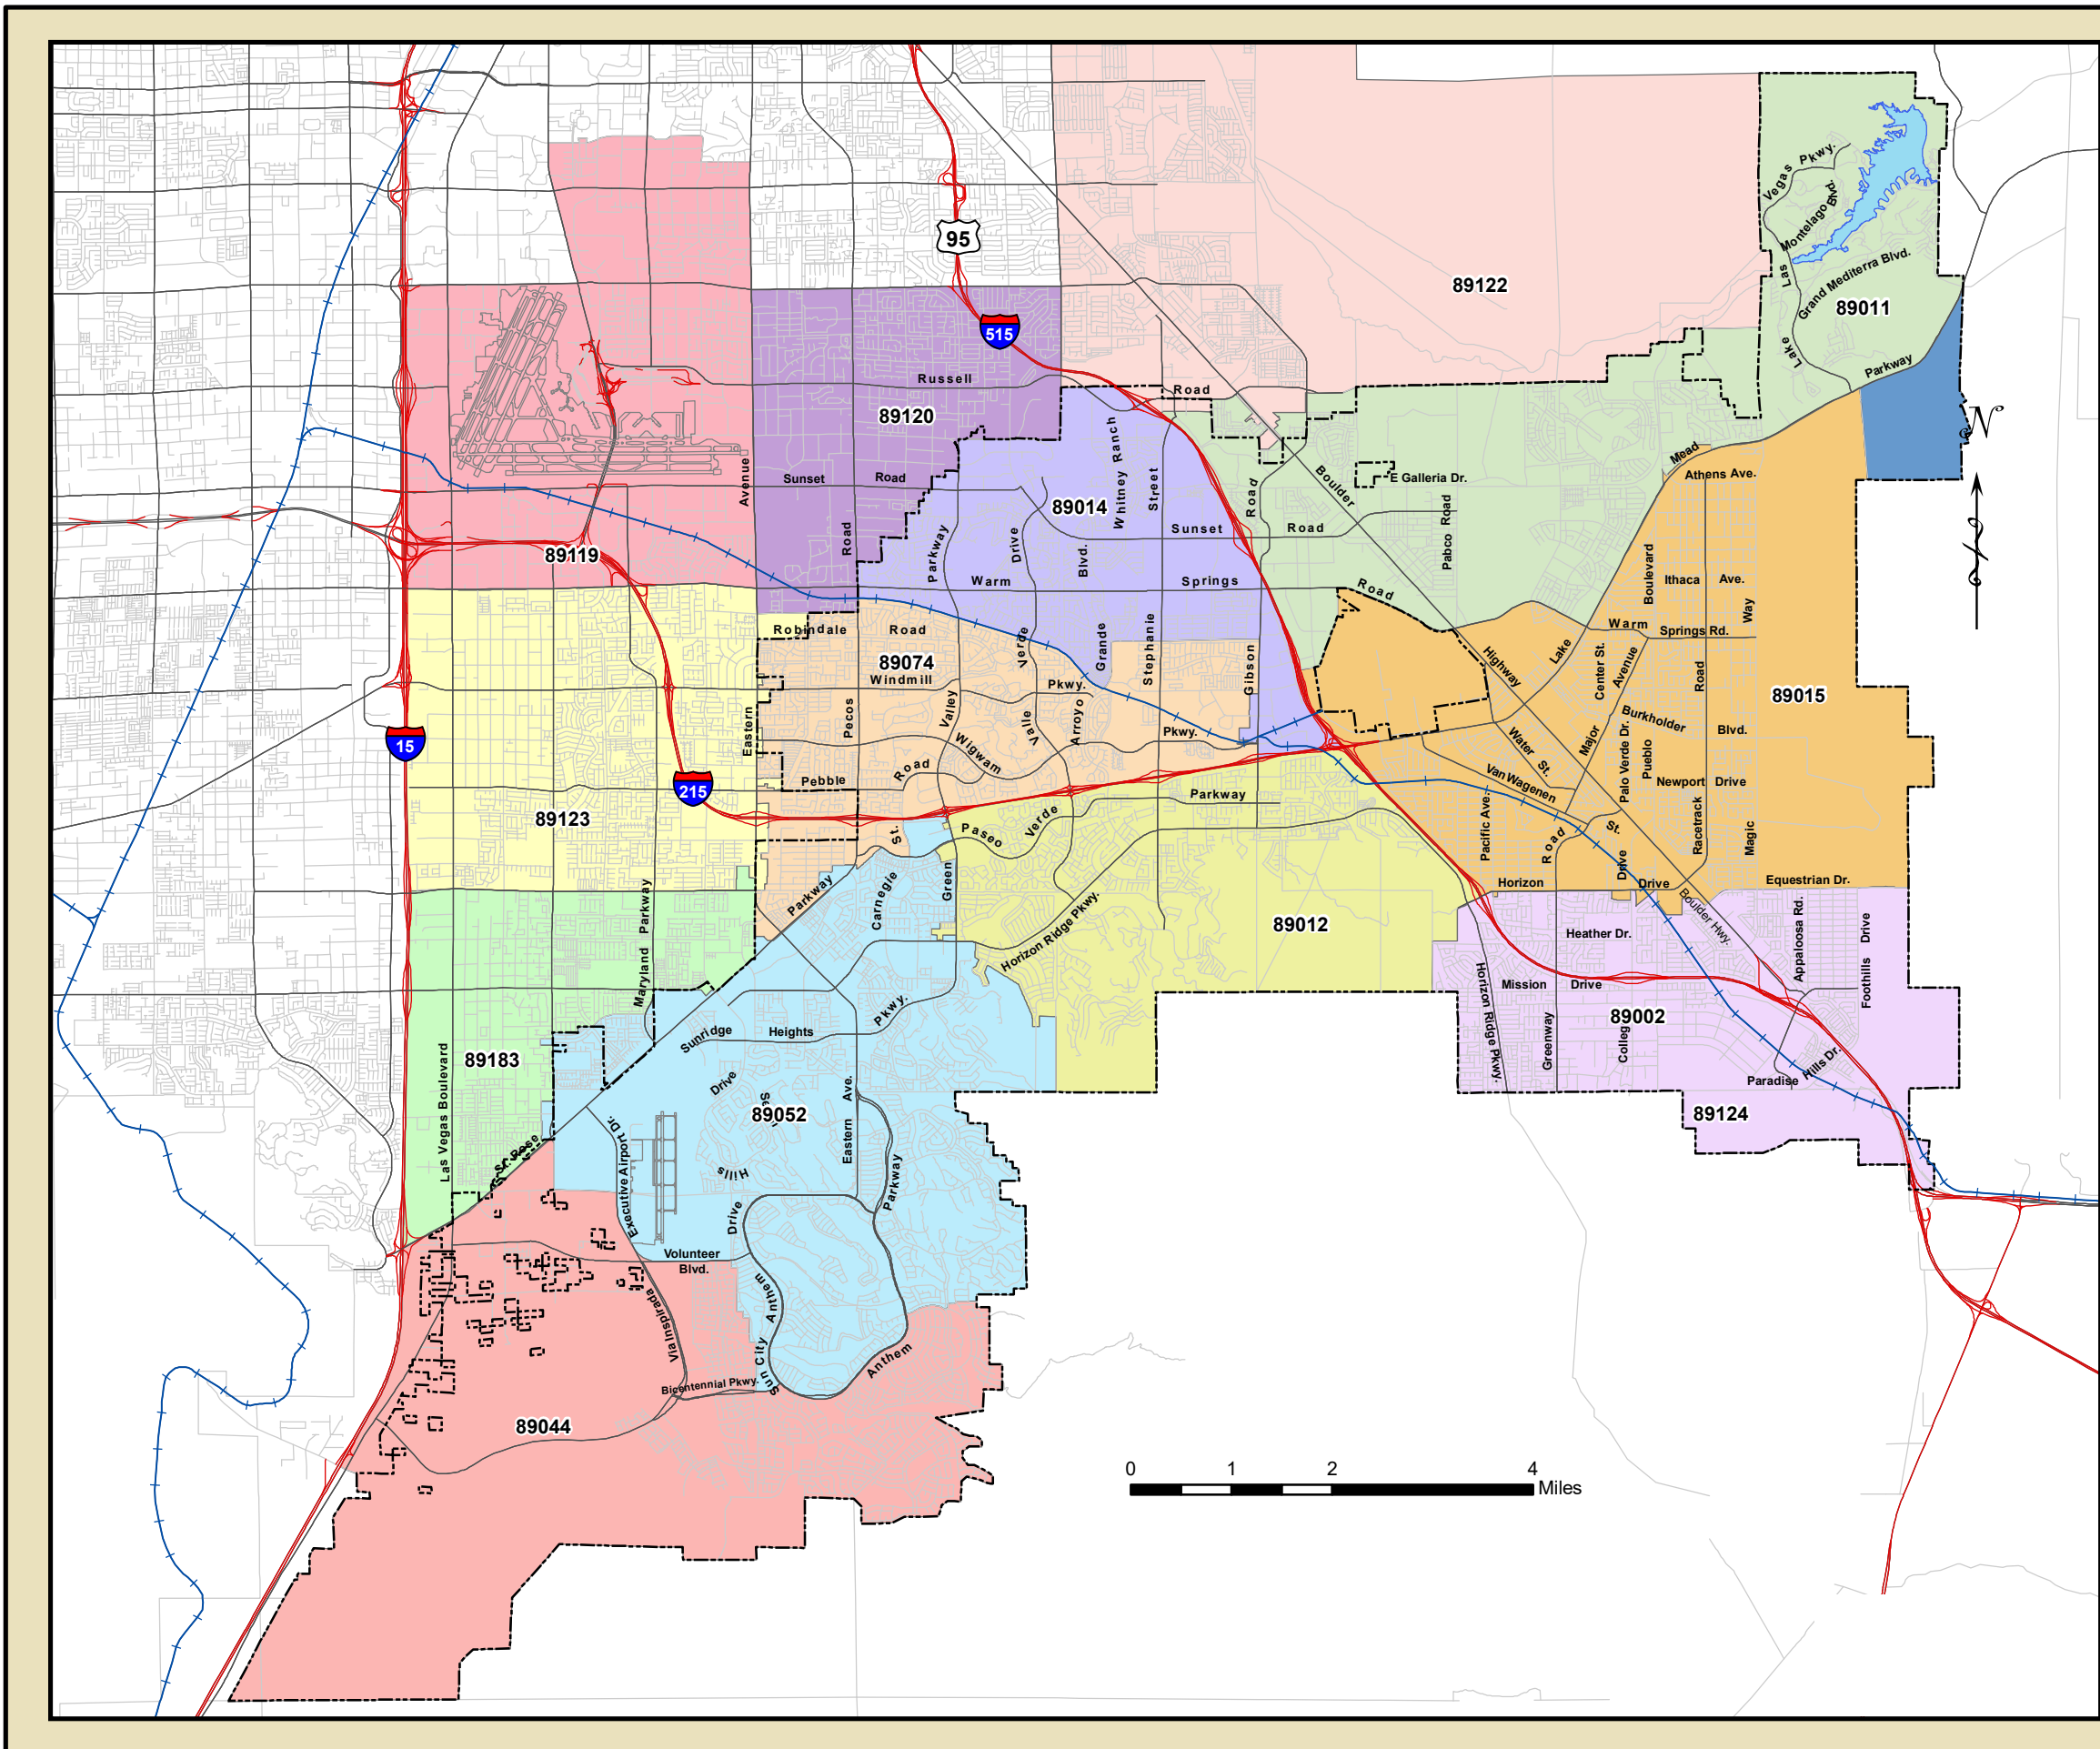 Vegas Pkwy.
Montelago Blvd.
95
89122
Grand Mediterra Blvd.
Lake Las
89011
515
Parkway
Russell
Road
89120
Whitney Ranch
Mead
Avenue
Sunset
Road
Street
Road
Boulder
E Galleria Dr.
Athens Ave.
89014
Road
Parkway
Drive
Blvd.
Sunset
Road
Pabco Road
89119
Warm
Springs
Road
Boulevard
Ithaca
Ave.
Way
Robindale
Road
Verde
Grande
Stephanie
Warm
Springs Rd.
89074
Windmill
Pkwy.
Gibson
Highway
Lake
Center St.
Avenue
Road
89015
Eastern
Pecos
Valley
Valle
Arroyo
Pkwy.
Burkholder
Blvd.
15
Wigwam
Water St.
Major
Palo Verde Dr.
Pueblo
215
Pebble
Road
Van Wagenen
Newport
Drive
Parkway
89123
St.
Paseo
Verde
Pacific Ave.
Road
St.
Racetrack
Magic
Maryland Parkway
Parkway
Carnegie
Green
Horizon
Drive
Drive
Equestrian Dr.
Horizon Ridge Pkwy.
89012
Heather Dr.
Boulder Hwy.
Appaloosa Rd.
Foothills Drive
Horizon Ridge Pkwy.
Mission
Drive
Sunridge
Heights
Pkwy.
89002
Greenway
Colleg
89183
Paradise
Hills Dr.
Las Vegas Boulevard
Drive
Ave.
89052
89124
Eastern
St. Rose
Executive Airport Dr.
Hills
Parkway
Drive
Volunteer
Blvd.
Anthem
Via Inspirada
Sun City
Anthem
Bicentennial Pkwy.
89044
N
0 1 2 4
Miles